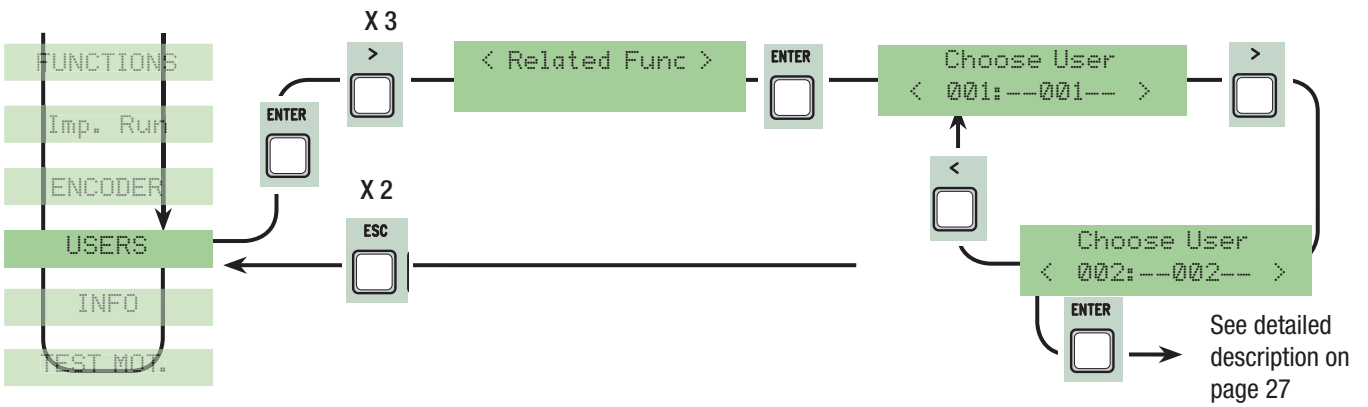 FUNCTIONS
Imp. Run
ENCODER
USERS
INFO
TEST MOT.
ENTER
X 3
>
< Related Func >
ENTER
Choose User
< 001:--001-- >
>
<
Choose User
< 002:--002-- >
ENTER
See detailed
description on
page 27
X 2
ESC